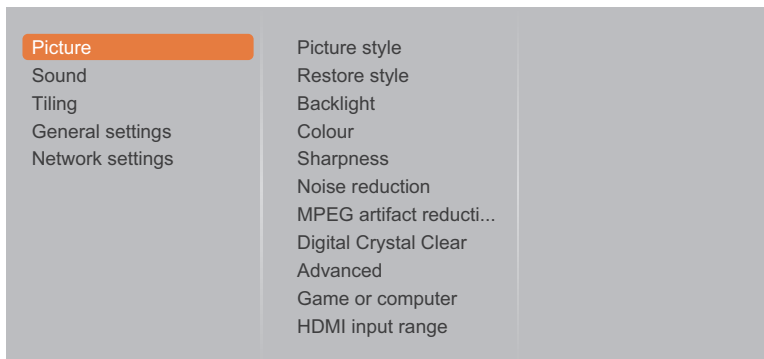 Picture
Sound
Tiling
General settings
Network settings
Picture style
Restore style
Backlight
Colour
Sharpness
Noise reduction
MPEG artifact reducti...
Digital Crystal Clear
Advanced
Game or computer
HDMI input range